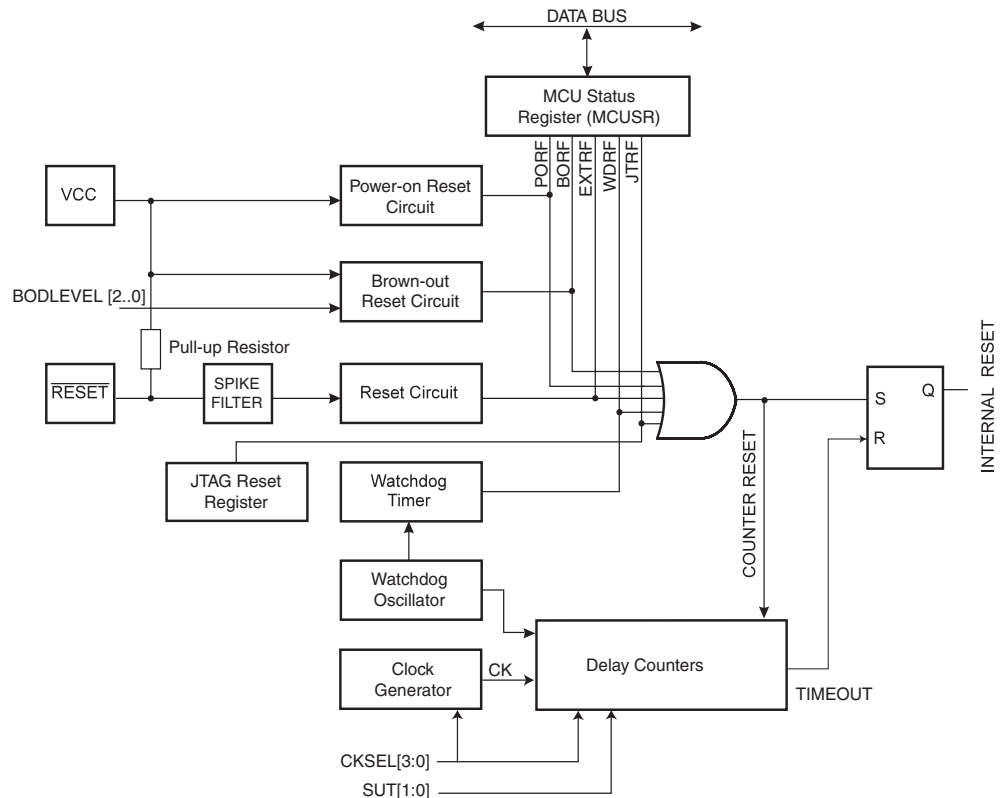 DATA BUS
MCU Status
Register (MCUSR)
PORF
BORF
EXTRF
WDRF
JTRF
VCC
Power-on Reset
Circuit
Brown-out
Reset Circuit
BODLEVEL [2..0]
Pull-up Resistor
RESET
SPIKE
FILTER
Reset Circuit
S
Q
R
INTERNAL RESET
JTAG Reset
Register
Watchdog
Timer
COUNTER RESET
Watchdog
Oscillator
Clock
Generator
CK
Delay Counters
TIMEOUT
CKSEL[3:0]
SUT[1:0]